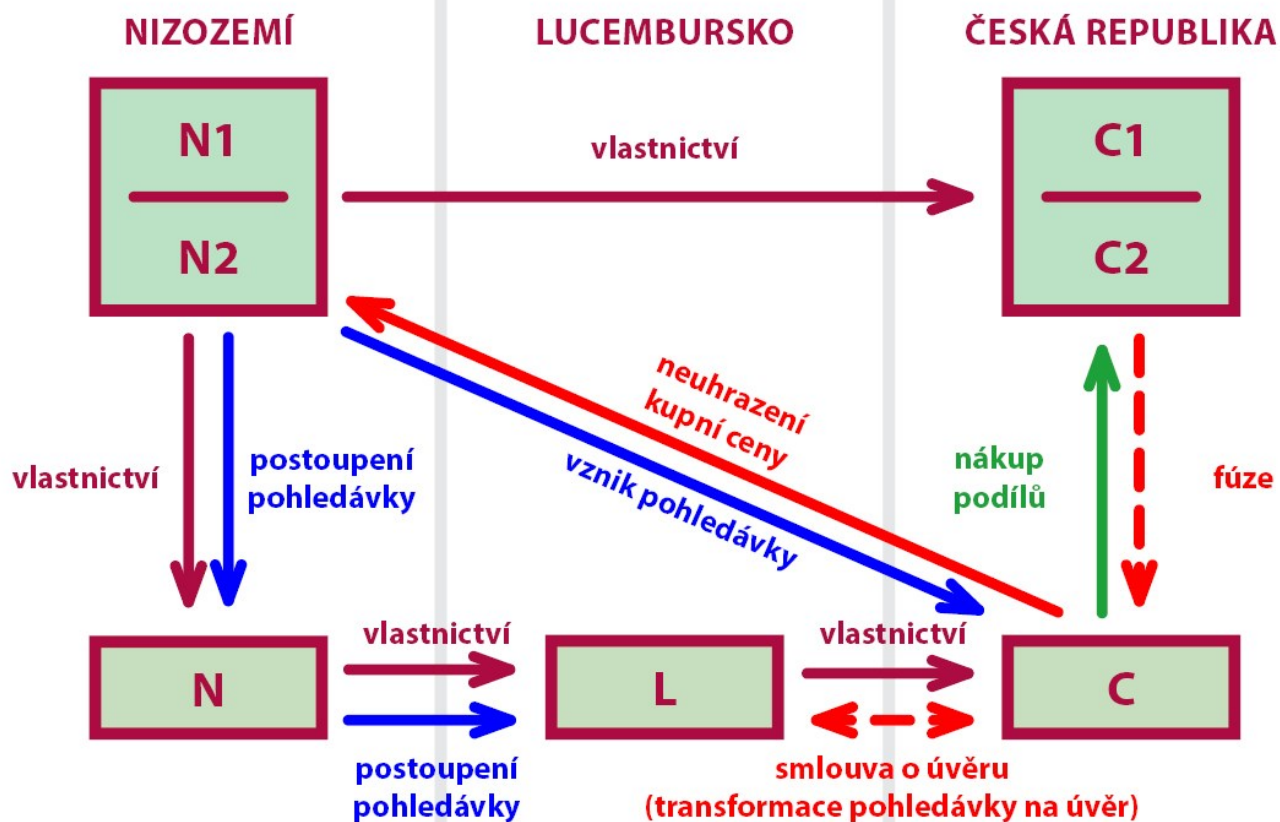 NIZOZEMÍ
LUCEMBURSKO
ČESKÁ REPUBLIKA
N1
N2
vlastnictví
C1
C2
vlastnictví
postoupení
pohledávky
neuhrazení
kupní ceny
vznik pohledávky
nákup
podílů
fúze
N
vlastnictví
L
vlastnictví
C
postoupení
pohledávky
smlouva o úvěru
(transformace pohledávky na úvěr)